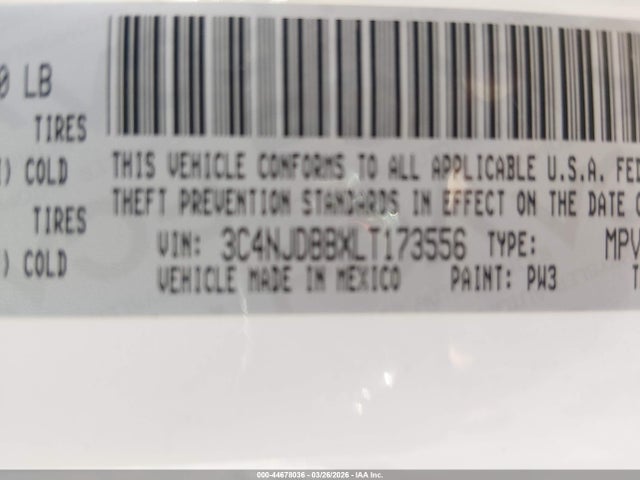 0 LB
TIRES
) COLD
TIRES
) COLD
THIS VEHICLE CONFORMS TO ALL APPLICABLE U.S.A. FED
THEFT PREVENTION STANDARDS IN EFFECT ON THE DATE
VIN: 3C4NJDBBXLT173556 TYPE: MPV
VEHICLE MADE IN MEXICO PAINT: PW3 T
000-44678036 - 03/26/2026 - IAA Inc.